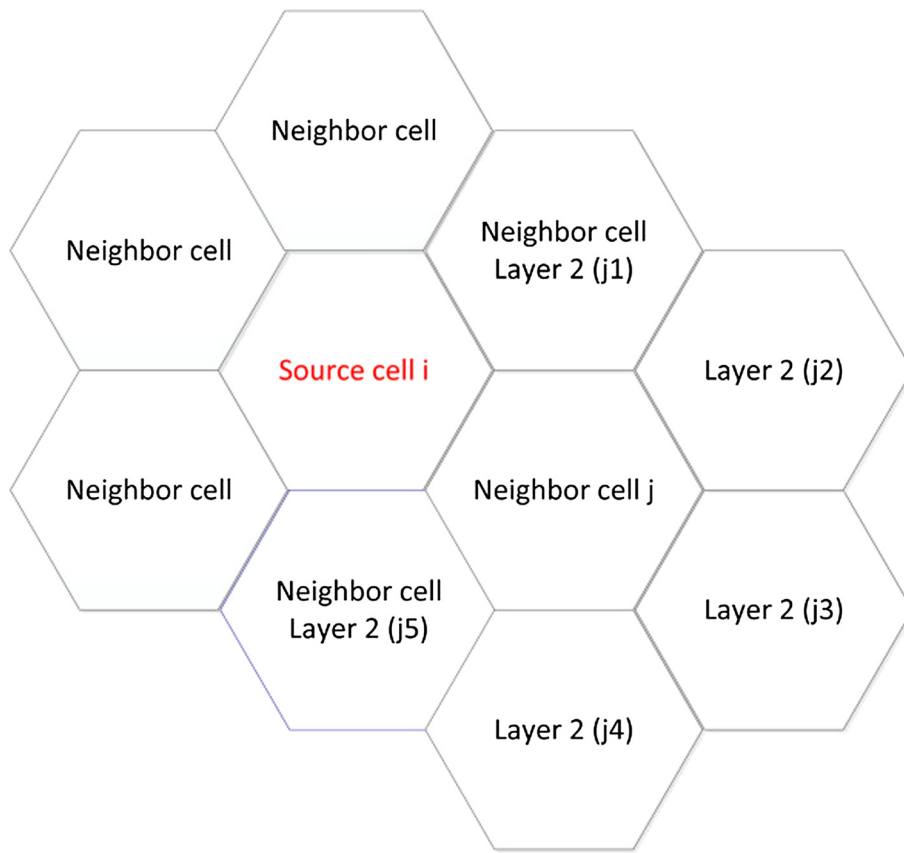 Neighbor cell
Neighbor cell
Neighbor cell
Layer 2 (j1)
Source cell i
Layer 2 (j2)
Neighbor cell
Neighbor cell j
Neighbor cell
Layer 2 (j5)
Layer 2 (j3)
Layer 2 (j4)